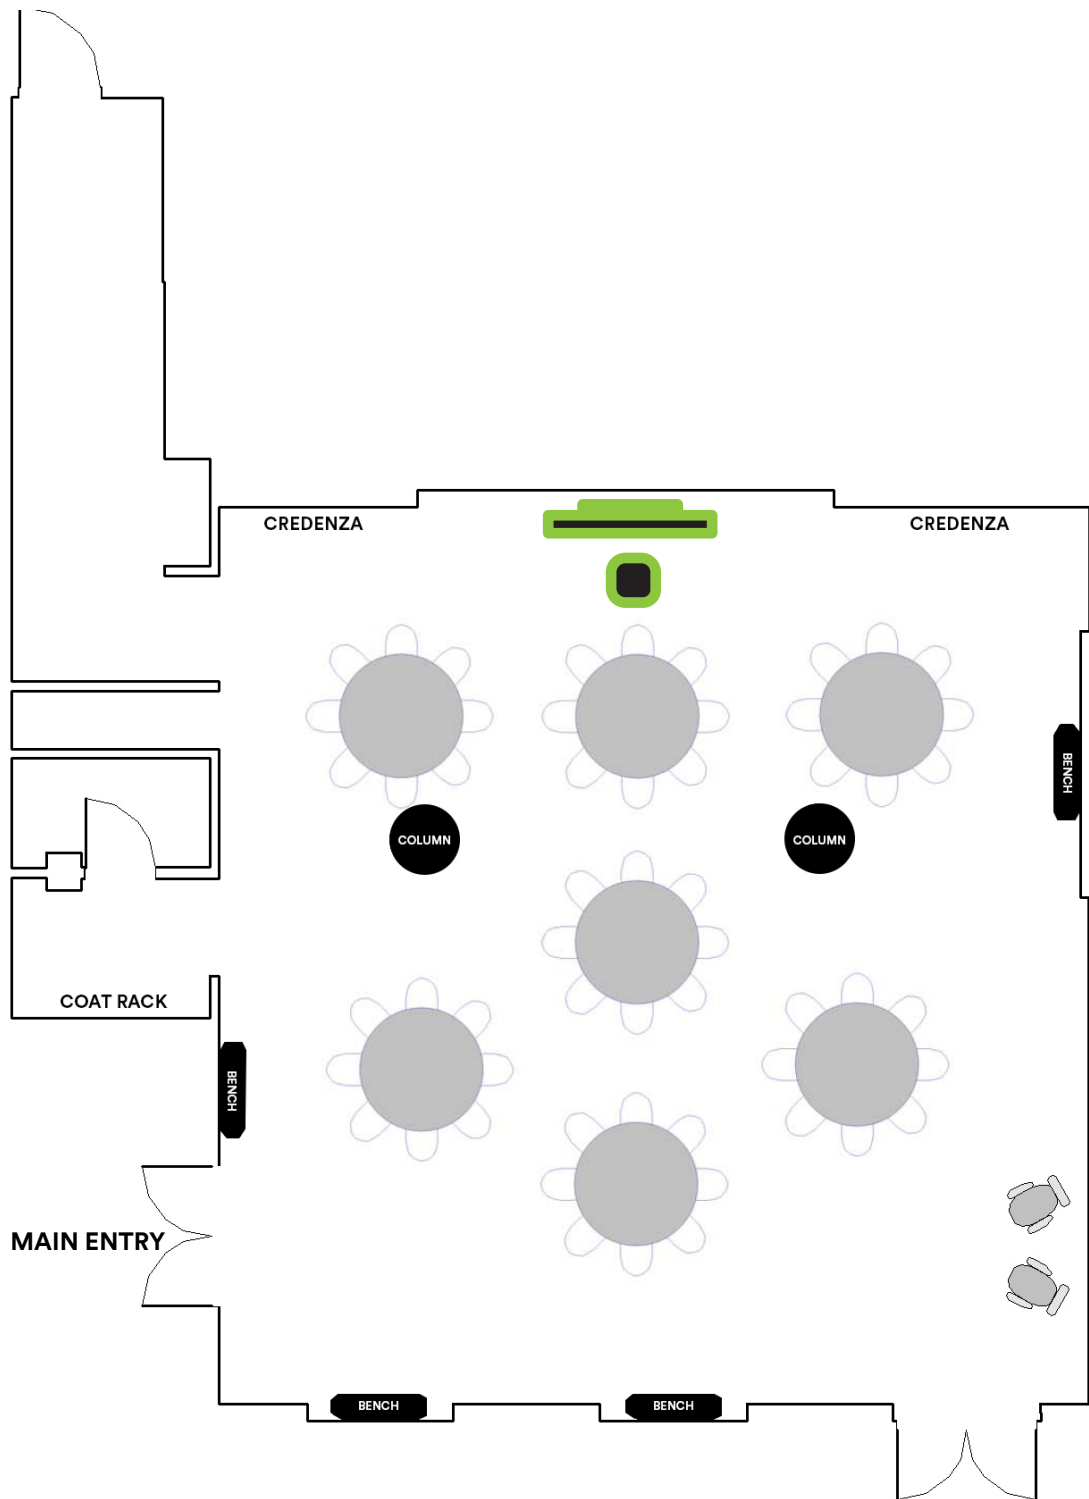 CREDENZA
CREDENZA
BENCH
COLUMN
COLUMN
COAT RACK
BENCH
MAIN ENTRY
BENCH
BENCH